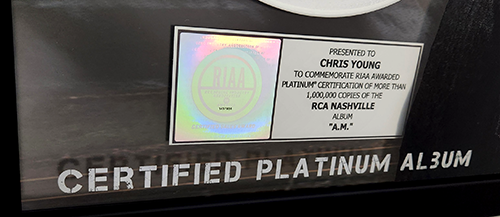 PRESENTED TO
CHRIS YOUNG
TO COMMEMORATE RIAA AWARDED
PLATINUM" CERTIFICATION OF MORE THAN
1,000,000 COPIES OF THE
RCA NASHVILLE
ALBUM
"A.M."
RIAA
CERTIFIED PLATINUM ALBUM